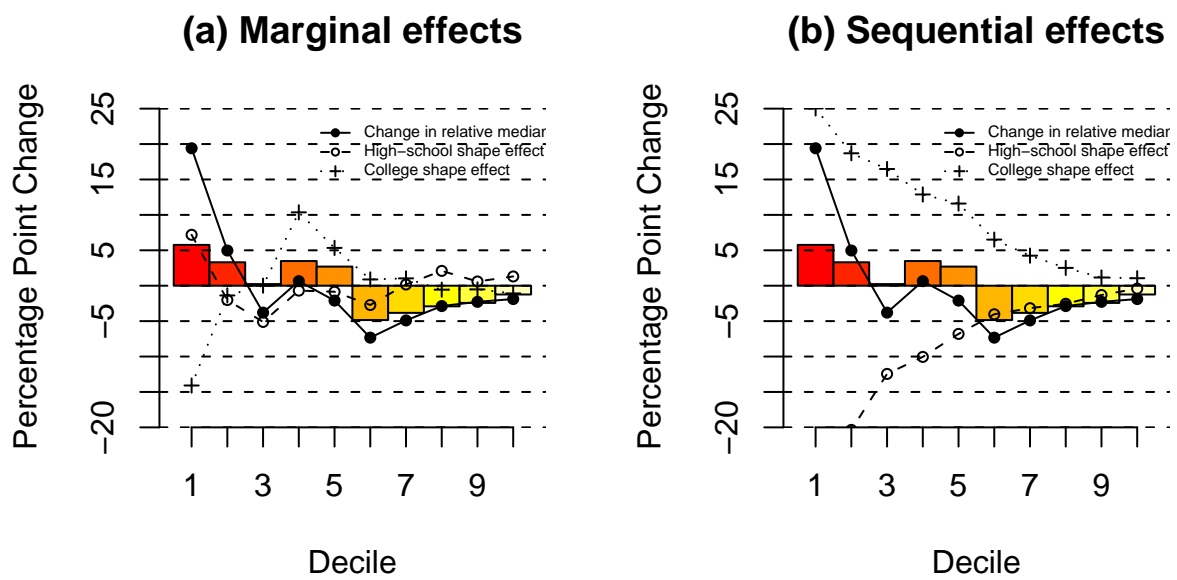 (a) Marginal effects
Percentage Point Change
25
15
5
−5
−20
Change in relative median
High−school shape effect
College shape effect
1
3
5
7
9
Decile
(b) Sequential effects
Percentage Point Change
25
15
5
−5
−20
Change in relative median
High−school shape effect
College shape effect
1
3
5
7
9
Decile